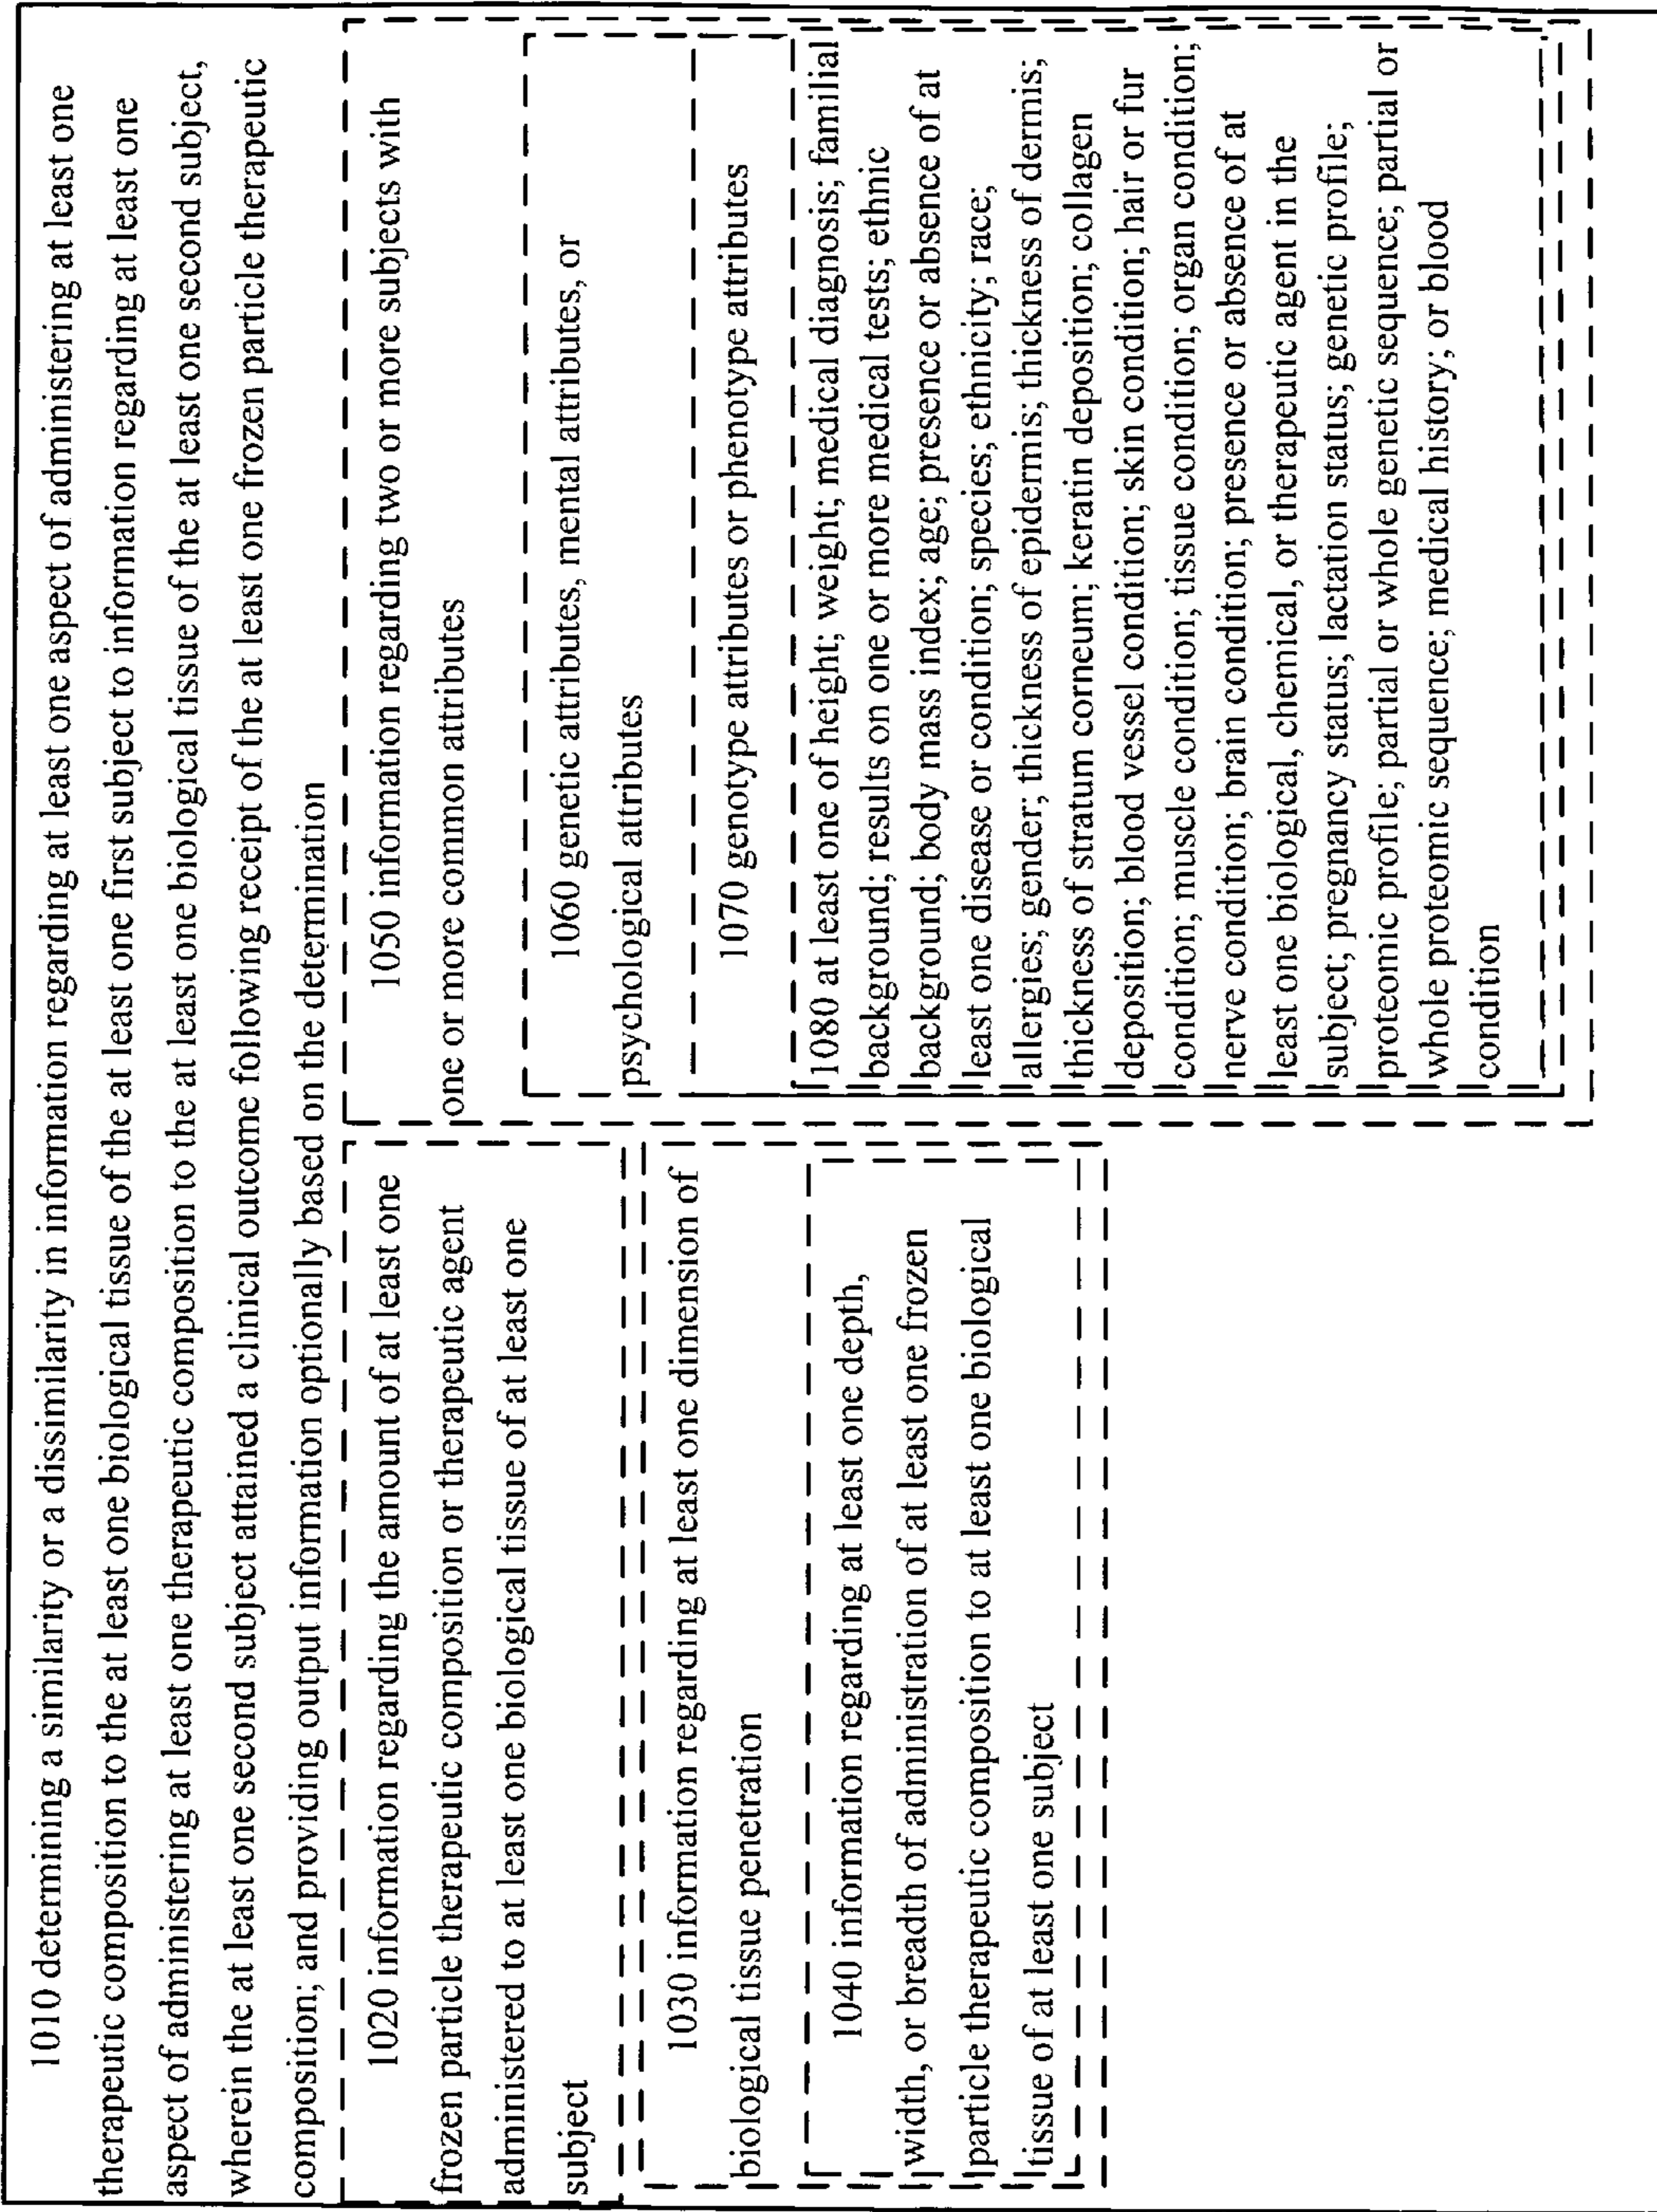 1010 determining a similarity or a dissimilarity in information regarding at least one aspect of administering at least one
therapeutic composition to the at least one biological tissue of the at least one first subject to information regarding at least one
aspect of administering at least one therapeutic composition to the at least one biological tissue of the at least one second subject,
wherein the at least one second subject attained a clinical outcome following receipt of the at least one frozen particle therapeutic
composition; and providing output information optionally based on the determination
1020 information regarding the amount of at least one
frozen particle therapeutic composition or therapeutic agent
administered to at least one biological tissue of at least one
subject
1030 information regarding at least one dimension of
biological tissue penetration
1040 information regarding at least one depth,
width, or breadth of administration of at least one frozen
particle therapeutic composition to at least one biological
tissue of at least one subject
1050 information regarding two or more subjects with
one or more common attributes
1060 genetic attributes, mental attributes, or
psychological attributes
1070 genotype attributes or phenotype attributes
1080 at least one of height; weight; medical diagnosis; familial
background; results on one or more medical tests; ethnic
background; body mass index; age; presence or absence of at
least one disease or condition; species; ethnicity; race;
allergies; gender; thickness of epidermis; thickness of dermis;
thickness of stratum corneum; keratin deposition; collagen
deposition; blood vessel condition; skin condition; hair or fur
condition; muscle condition; tissue condition; organ condition;
nerve condition; brain condition; presence or absence of at
least one biological, chemical, or therapeutic agent in the
subject; pregnancy status; lactation status; genetic profile;
proteomic profile; partial or whole genetic sequence; partial or
whole proteomic sequence; medical history; or blood
condition